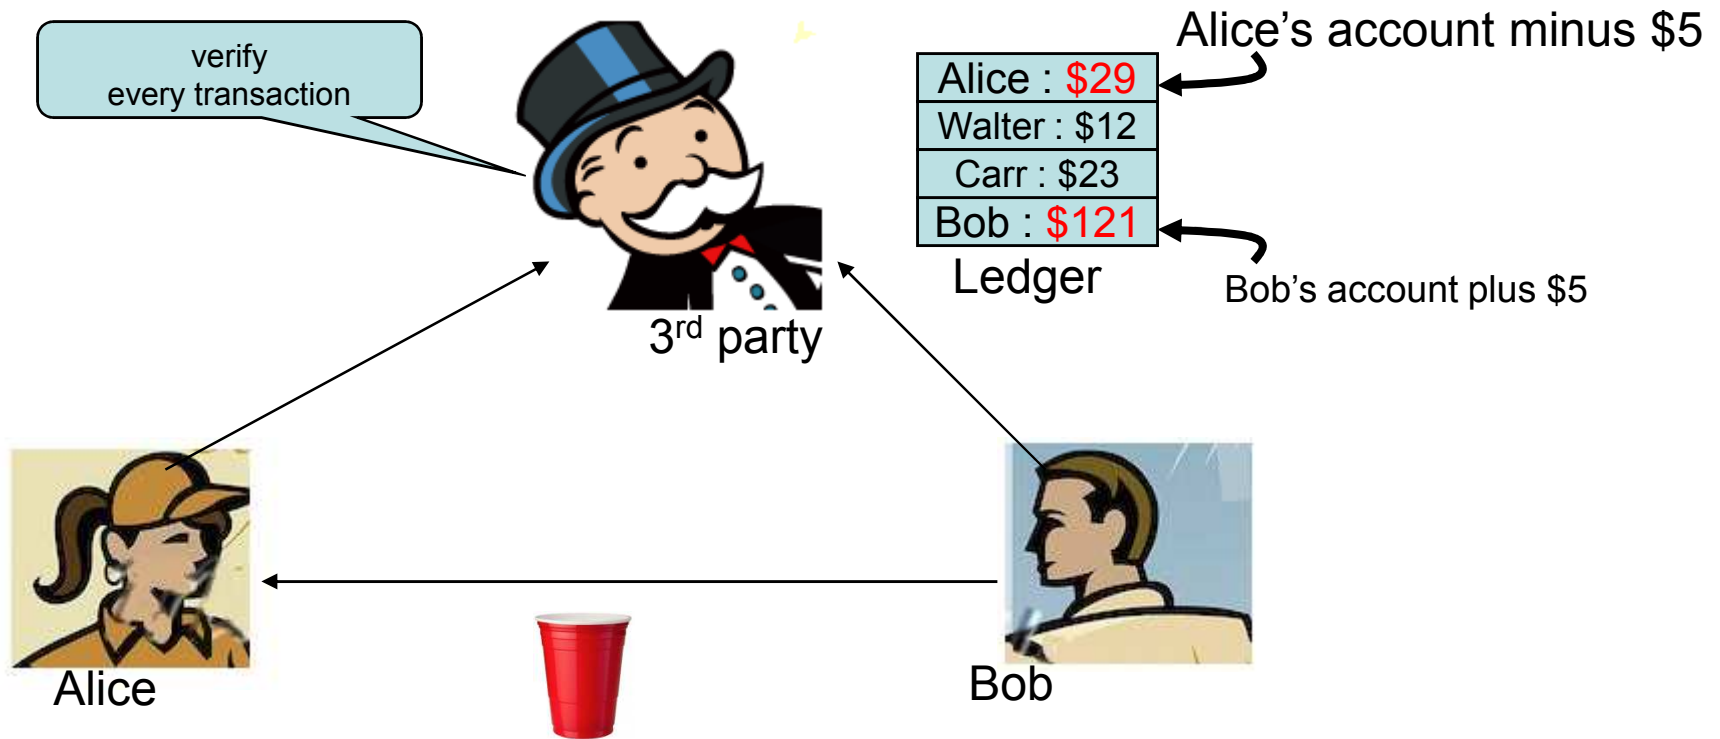 verify
every transaction
Alice’s account minus $5
Alice : $29
Walter : $12
Carr : $23
Bob : $121
Ledger
Bob’s account plus $5
3rd party
Alice
Bob